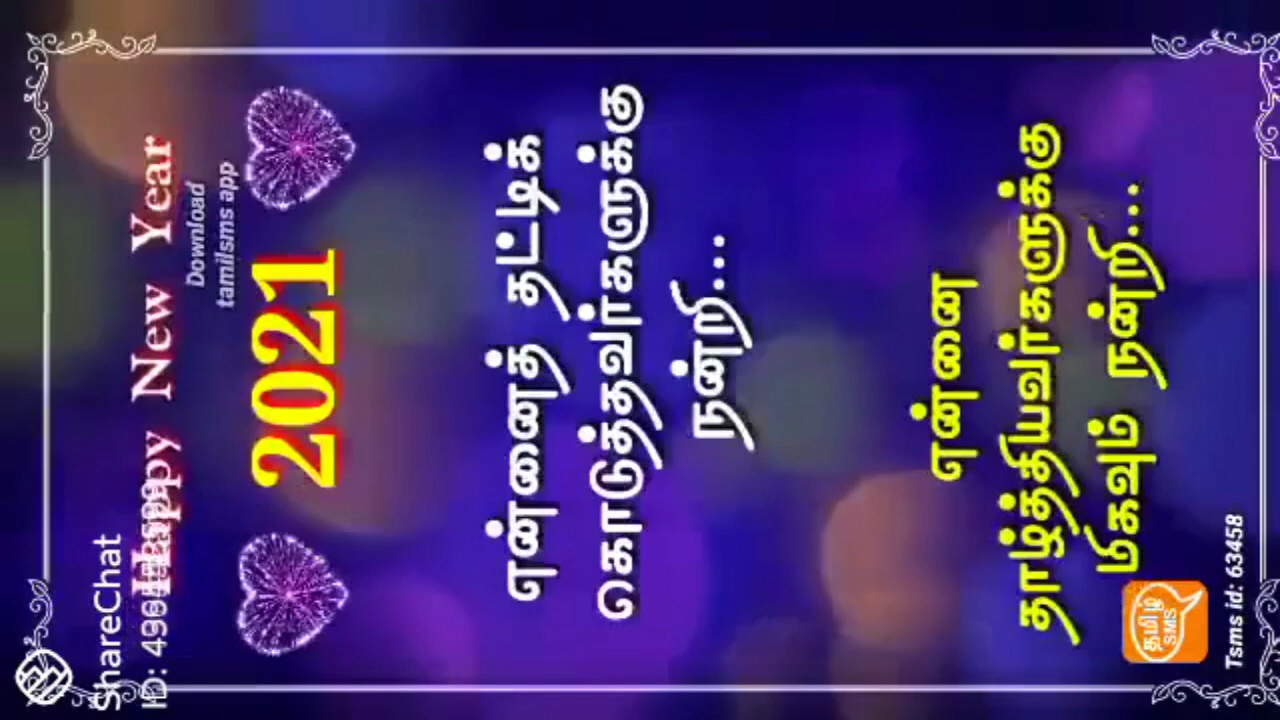 ShareChat
ID:
Happy New Year
Download
tamilsms app
2021
என்னைத் தட்டிக்
கொடுத்தவர்களுக்கு
நன்றி...
என்னை
தாழ்த்தியவர்களுக்கு
மிகவும் நன்றி...
தமிழ்
SMS
Tsms id: 63458